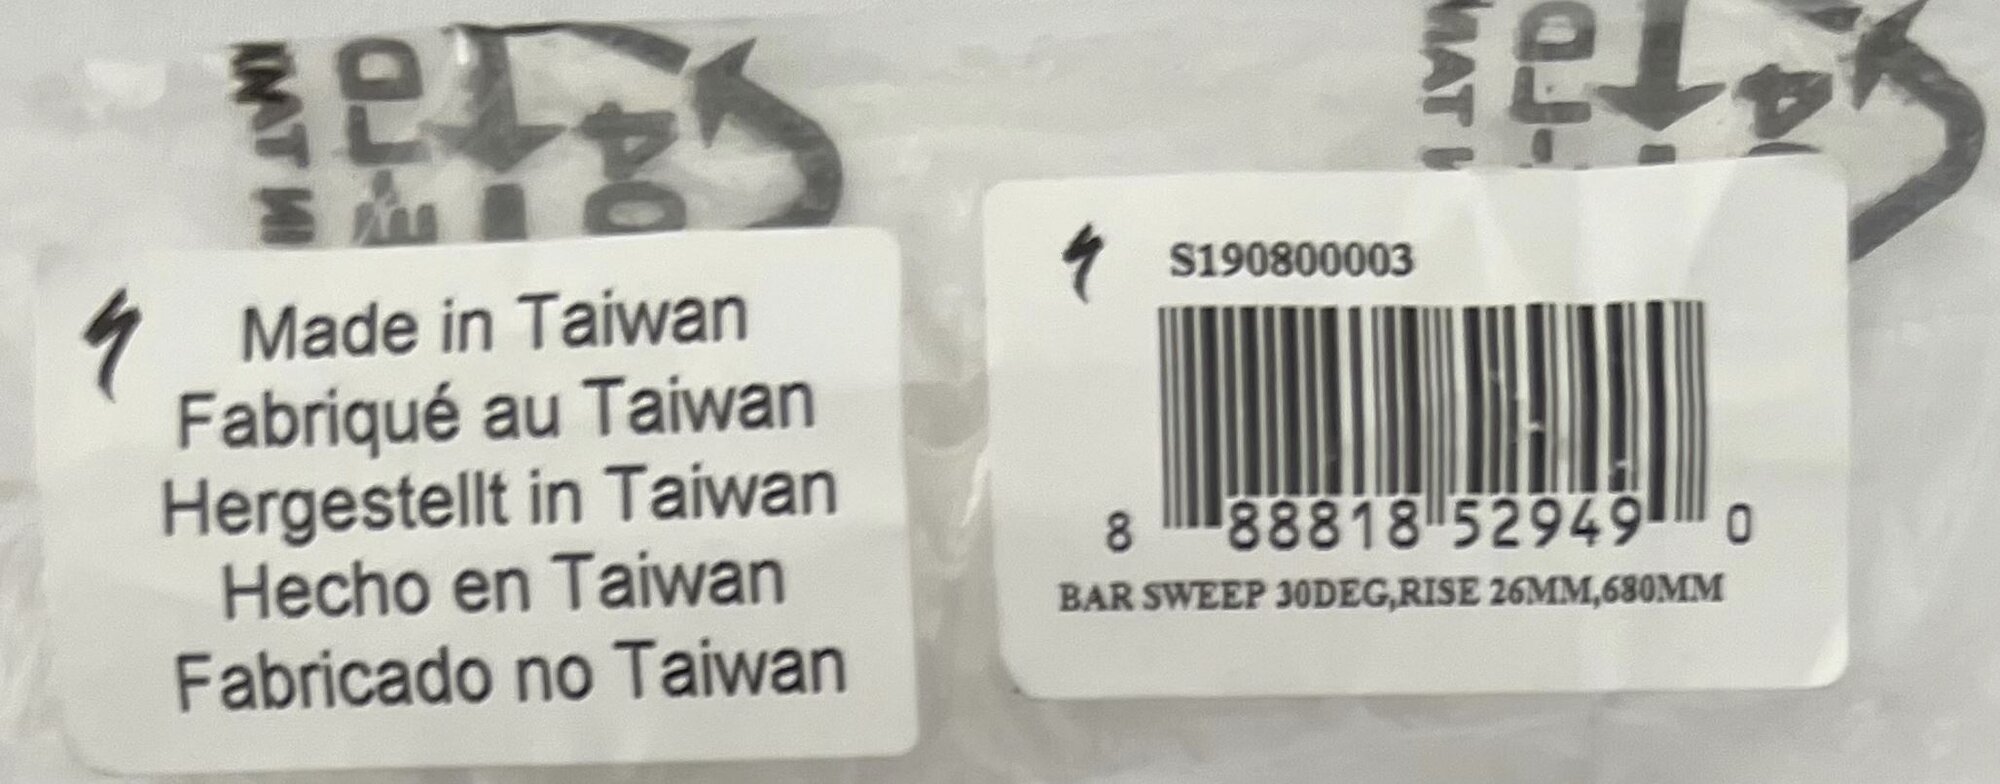 Made in Taiwan
Fabriqué au Taiwan
Hergestellt in Taiwan
Hecho en Taiwan
Fabricado no Taiwan
S190800003
8 88818 52949 0
BAR SWEEP 30DEG,RISE 26MM,680MM